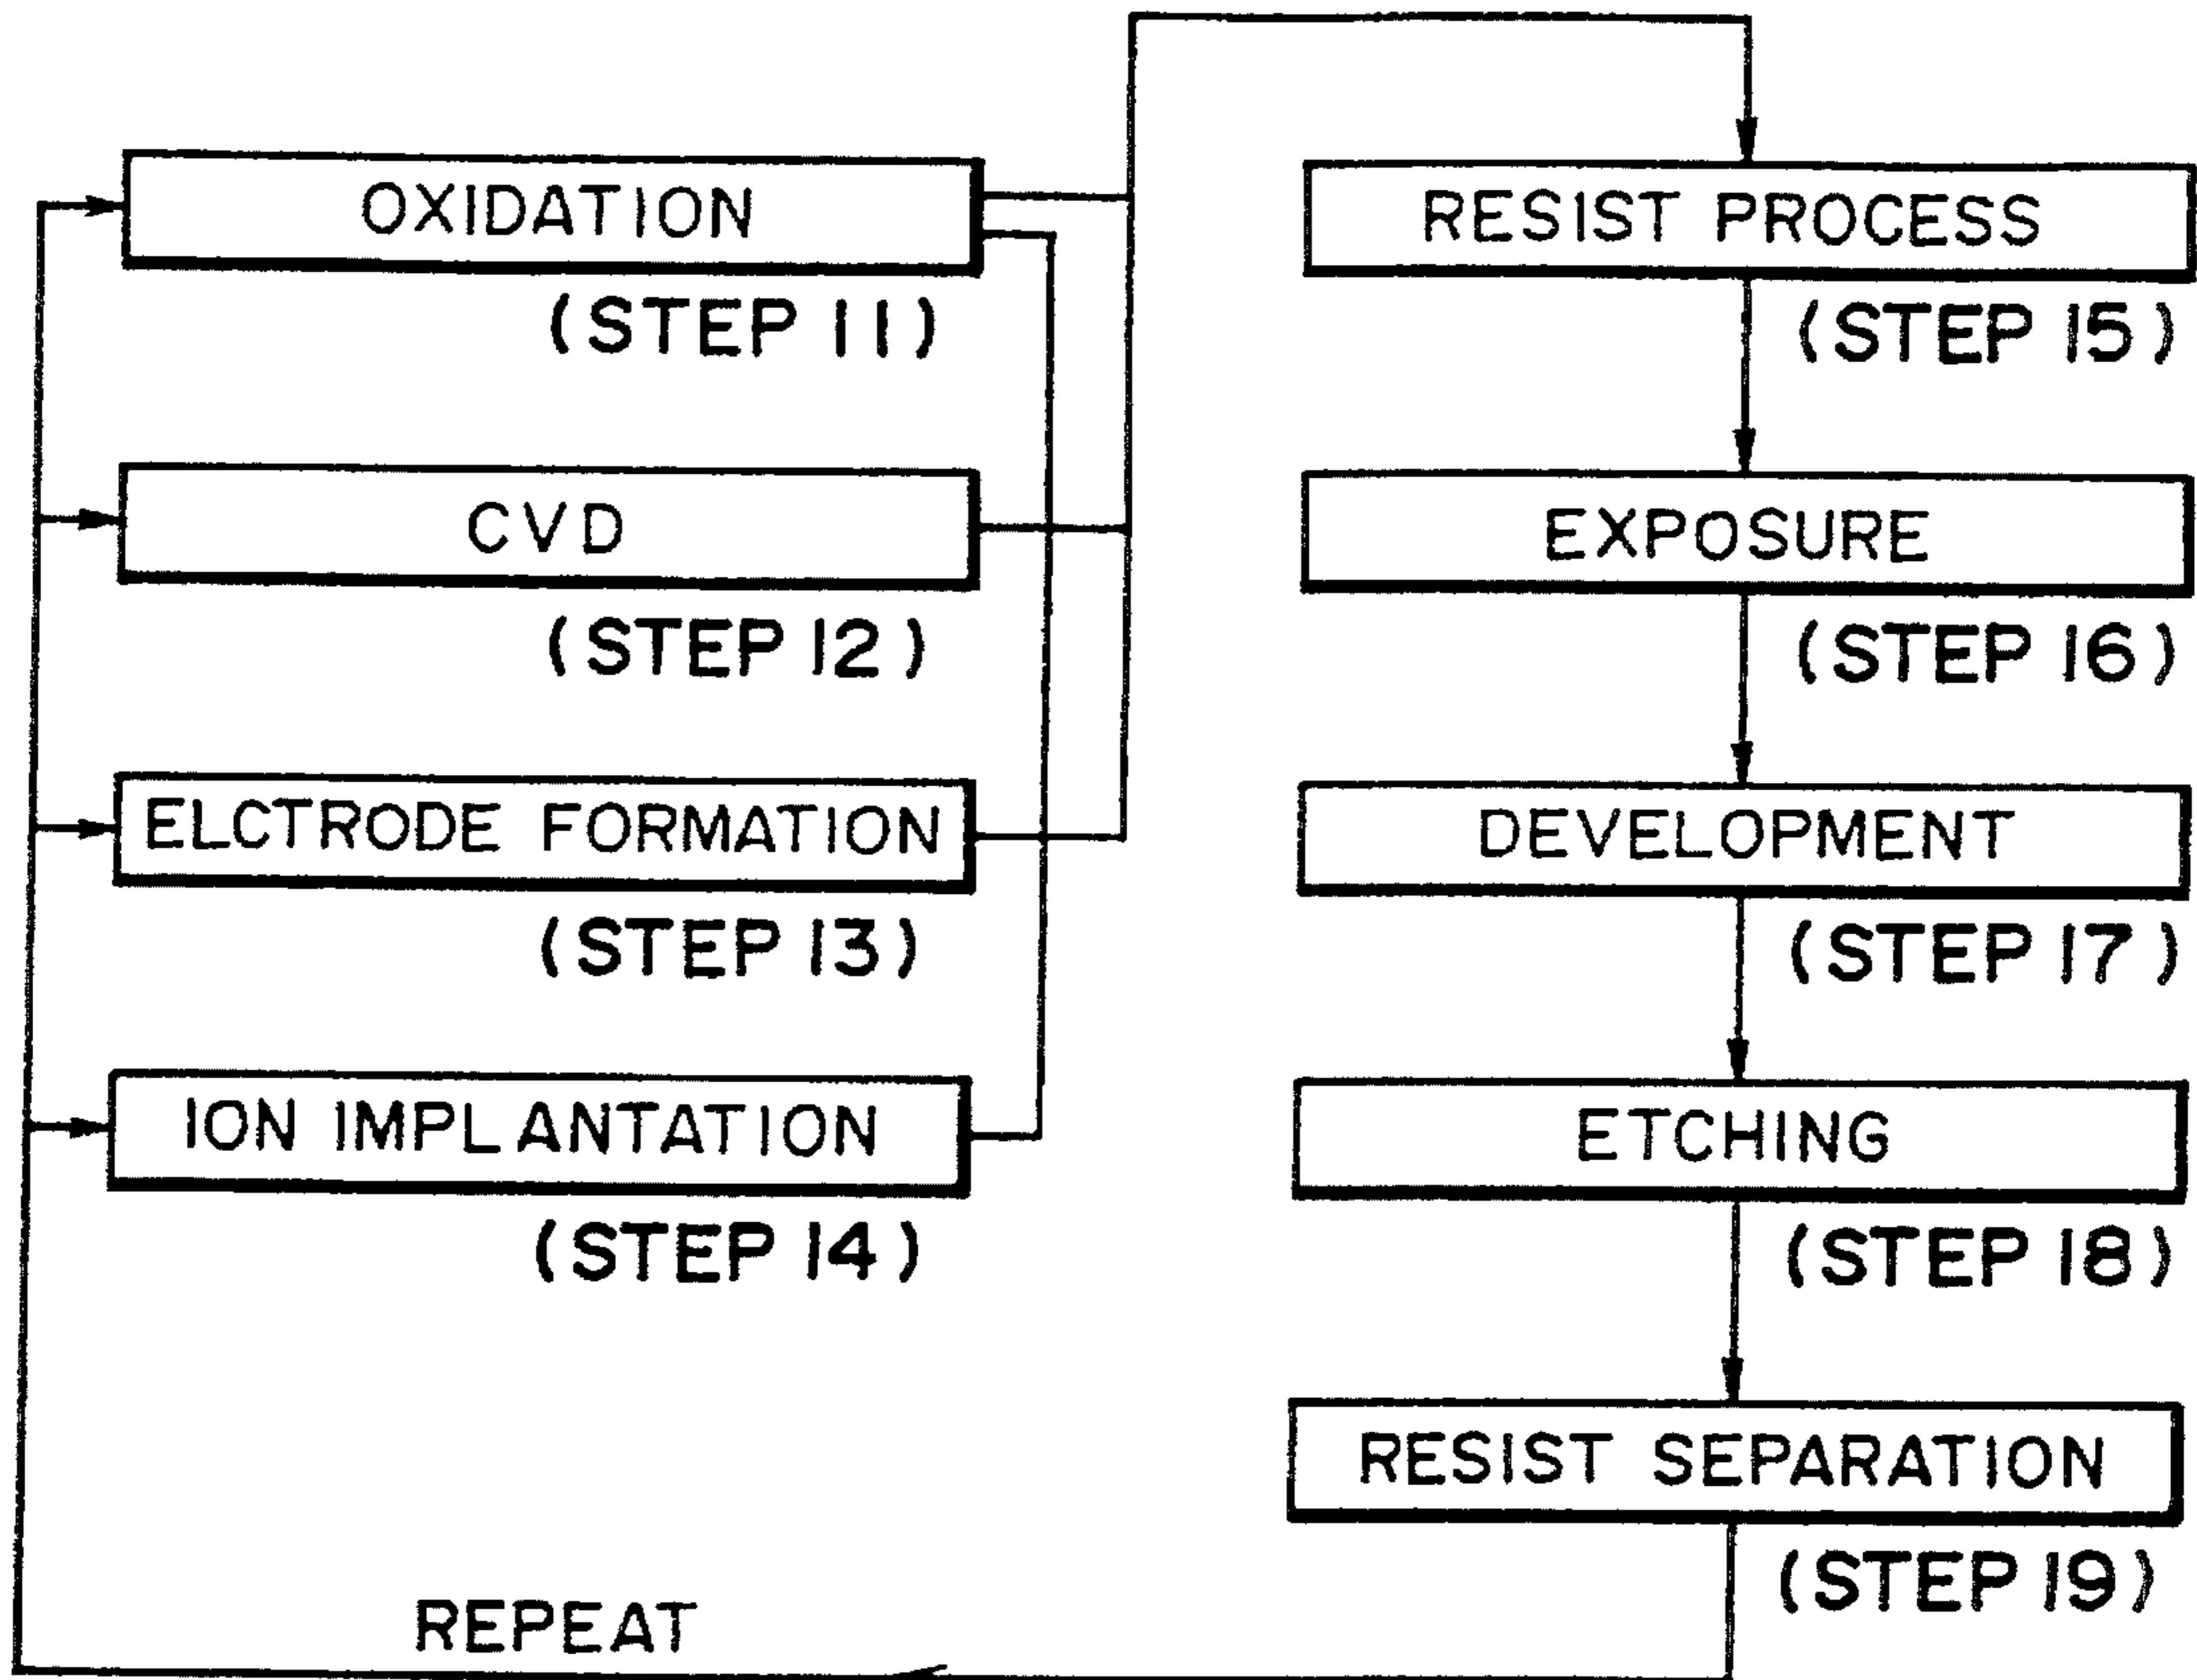 OXIDATION
(STEP 11)
CVD
(STEP 12)
ELCTRODE FORMATION
(STEP 13)
ION IMPLANTATION
(STEP 14)
RESIST PROCESS
(STEP 15)
EXPOSURE
(STEP 16)
DEVELOPMENT
(STEP 17)
ETCHING
(STEP 18)
RESIST SEPARATION
(STEP 19)
REPEAT